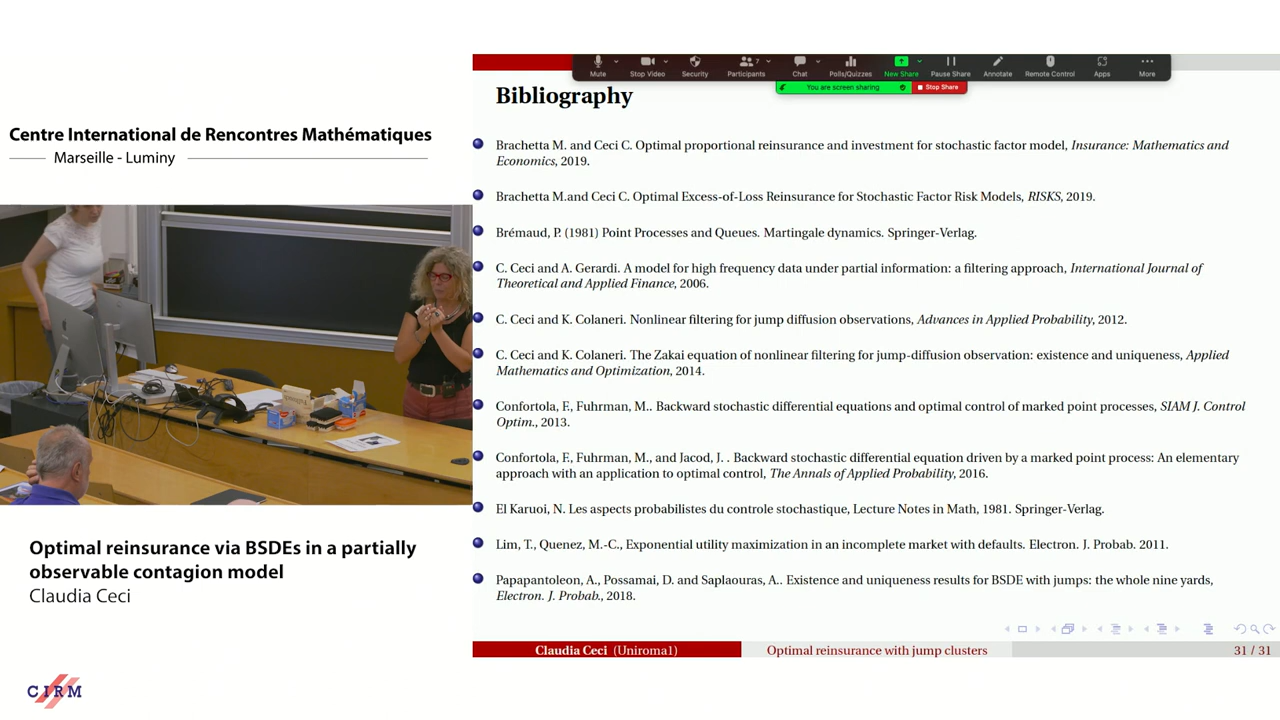 Centre International de Rencontres Mathématiques
Marseille - Luminy
Optimal reinsurance via BSDEs in a partially
observable contagion model
Claudia Ceci
CIRM
Mute
Stop Video
Security
Participants
7
Chat
Polls/Quizzes
New Share
Pause Share
Annotate
Remote Control
Apps
More
You are screen sharing
Stop Share
Bibliography
Brachetta M. and Ceci C. Optimal proportional reinsurance and investment for stochastic factor model, Insurance: Mathematics and
Economics, 2019.
Brachetta M.and Ceci C. Optimal Excess-of-Loss Reinsurance for Stochastic Factor Risk Models, RISKS, 2019.
Brémaud, P. (1981) Point Processes and Queues. Martingale dynamics. Springer-Verlag.
C. Ceci and A. Gerardi. A model for high frequency data under partial information: a filtering approach, International Journal of
Theoretical and Applied Finance, 2006.
C. Ceci and K. Colaneri. Nonlinear filtering for jump diffusion observations, Advances in Applied Probability, 2012.
C. Ceci and K. Colaneri. The Zakai equation of nonlinear filtering for jump-diffusion observation: existence and uniqueness, Applied
Mathematics and Optimization, 2014.
Confortola, F., Fuhrman, M.. Backward stochastic differential equations and optimal control of marked point processes, SIAM J. Control
Optim., 2013.
Confortola, F., Fuhrman, M., and Jacod, J. . Backward stochastic differential equation driven by a marked point process: An elementary
approach with an application to optimal control, The Annals of Applied Probability, 2016.
El Karuoi, N. Les aspects probabilistes du controle stochastique, Lecture Notes in Math, 1981. Springer-Verlag.
Lim, T., Quenez, M.-C., Exponential utility maximization in an incomplete market with defaults. Electron. J. Probab. 2011.
Papapantoleon, A., Possamai, D. and Saplaouras, A.. Existence and uniqueness results for BSDE with jumps: the whole nine yards,
Electron. J. Probab., 2018.
Claudia Ceci (Uniroma1)
Optimal reinsurance with jump clusters
31 / 31